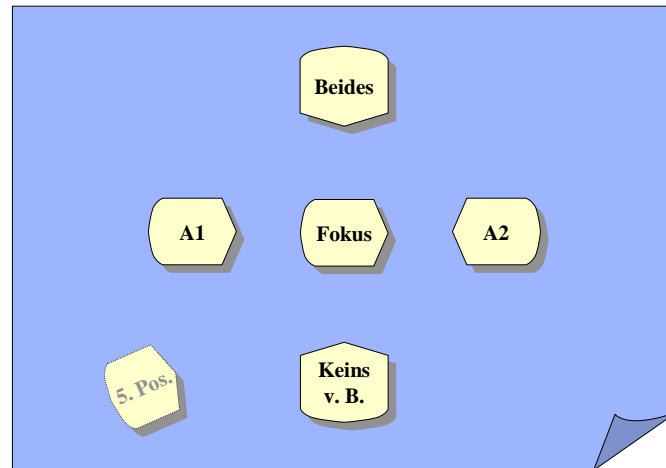 Beides
A1
Fokus
A2
5. Pos.
Keins
v. B.